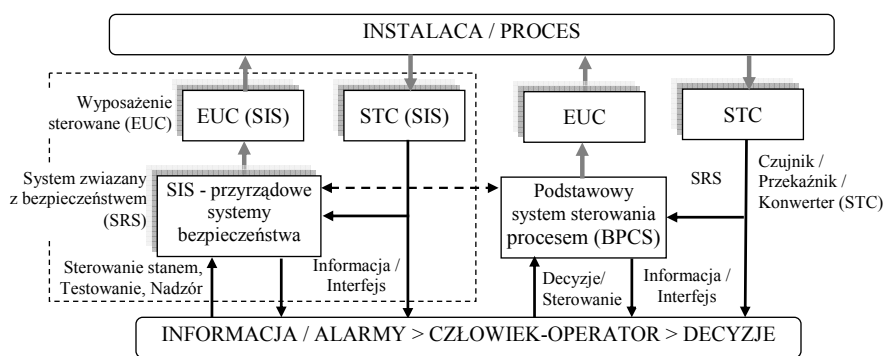 INSTALACA / PROCES
Wyposażenie
sterowane (EUC)
EUC (SIS)
STC (SIS)
EUC
STC
System związany
z bezpieczeństwem
(SRS)
SIS - przyrządowe
systemy
bezpieczeństwa
Podstawowy
system sterowania
procesem (BPCS)
SRS
Czujnik /
Przekaźnik /
Konwerter (STC)
Sterowanie stanem,
Testowanie, Nadzór
Informacja /
Interfejs
Decyzje/
Sterowanie
Informacja /
Interfejs
INFORMACJA / ALARMY > CZŁOWIEK-OPERATOR > DECYZJE